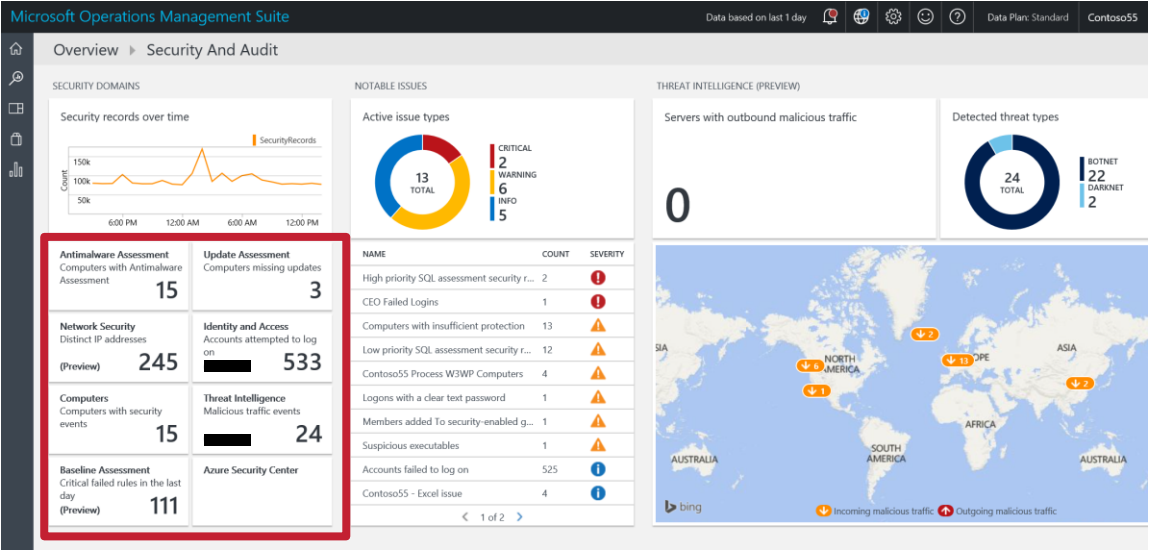 Microsoft Operations Management Suite
Data based on last 1 day
Data Plan: Standard
Contoso55
Overview
Security And Audit
SECURITY DOMAINS
Security records over time
SecurityRecords
Count
150k
100k
50k
6:00 PM
12:00 AM
6:00 AM
12:00 PM
Antimalware Assessment
Computers with Antimalware
Assessment
15
Update Assessment
Computers missing updates
3
Network Security
Distinct IP addresses
(Preview)
245
Identity and Access
Accounts attempted to log
on
533
Computers
Computers with security
events
15
Threat Intelligence
Malicious traffic events
24
Baseline Assessment
Critical failed rules in the last
day
(Preview)
111
Azure Security Center
NOTABLE ISSUES
Active issue types
13
TOTAL
CRITICAL
2
WARNING
6
INFO
5
NAME COUNT SEVERITY
High priority SQL assessment security r... 2
CEO Failed Logins 1
Computers with insufficient protection 13
Low priority SQL assessment security r... 12
Contoso55 Process W3WP Computers 4
Logons with a clear text password 1
Members added To security-enabled g... 1
Suspicious executables 1
Accounts failed to log on 525
Contoso55 - Excel issue 4
1 of 2
THREAT INTELLIGENCE (PREVIEW)
Servers with outbound malicious traffic
0
Detected threat types
24
TOTAL
BOTNET
22
DARKNET
2
SIA
NORTH
AMERICA
6
1
2
13
OPE
ASIA
2
AFRICA
SOUTH
AMERICA
AUSTRALIA
AUSTRALIA
bing
Incoming malicious traffic
Outgoing malicious traffic